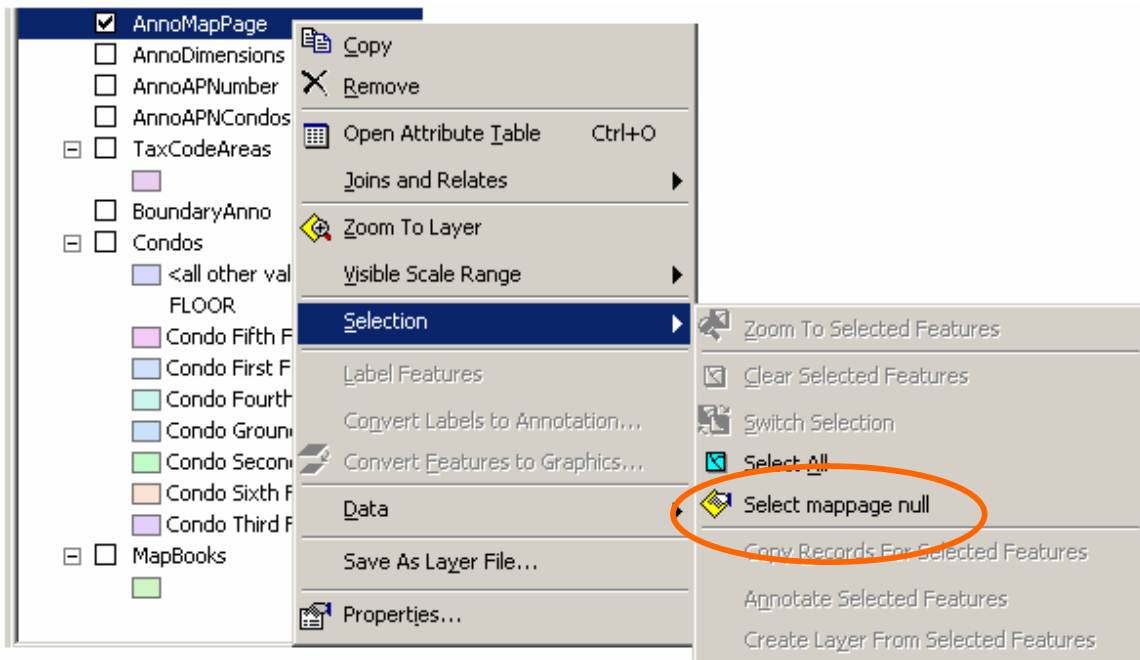 AnnoMapPage
AnnoDimensions
AnnoAPNumber
AnnoAPNCondos
TaxCodeAreas
BoundaryAnno
Condos
<all other val
FLOOR
Condo Fifth F
Condo First F
Condo Fourth
Condo Groun
Condo Secon
Condo Sixth F
Condo Third F
MapBooks
Copy
Remove
Open Attribute Table Ctrl+O
Joins and Relates
Zoom To Layer
Visible Scale Range
Selection
Label Features
Convert Labels to Annotation...
Convert Features to Graphics...
Data
Save As Layer File...
Properties...
Zoom To Selected Features
Clear Selected Features
Switch Selection
Select All
Select mappage null
Copy Records For Selected Features
Annotate Selected Features
Create Layer From Selected Features